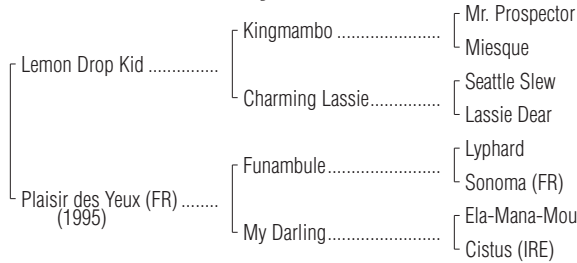 Mr. Prospector
Kingmambo ..................
Miesque
Lemon Drop Kid ...............
Seattle Slew
Charming Lassie...............
Lassie Dear
Lyphard
Funambule.......................
Sonoma (FR)
Plaisir des Yeux (FR) ........
(1995)
Ela-Mana-Mou
My Darling........................
Cistus (IRE)